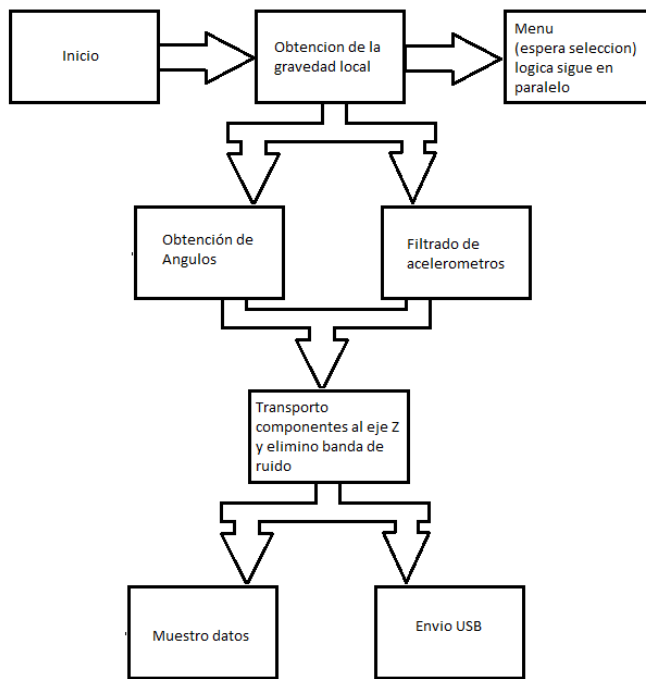 Inicio
Obtencion de la
gravedad local
Menu
(espera seleccion)
logica sigue en
paralelo
Obtención de
Angulos
Filtrado de
acelerometros
Transporto
componentes al eje Z
y elimino banda de
ruido
Muestro datos
Envio USB